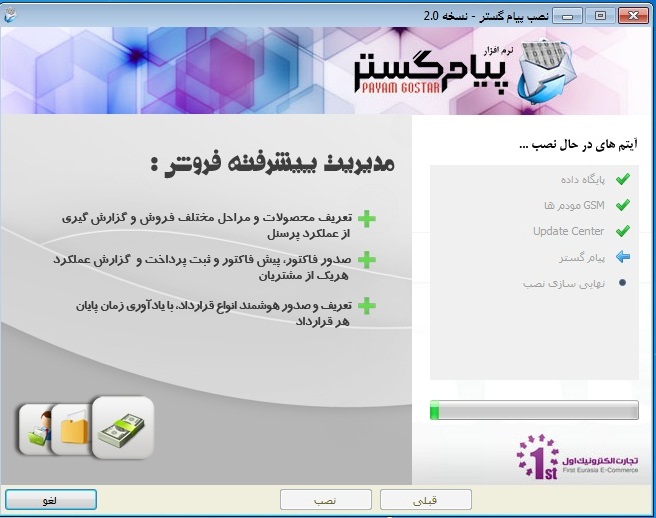 نصب پیام گستر - نسخه 2.0
نرم افزار
پیام گستر
PAYAM GOSTAR
آیتم های در حال نصب ...
پایگاه داده
GSM مودم ها
Update Center
پیام گستر
نهایی سازی نصب
مدیریت پیشرفته فروش :
تعریف محصولات و مراحل مختلف فروش و گزارش گیری
از عملکرد پرسنل
صدور فاکتور، پیش فاکتور و ثبت پرداخت و گزارش عملکرد
هریک از مشتریان
تعریف و صدور هوشمند انواع قرارداد، با یادآوری زمان پایان
هر قرارداد
1st
تجارت الکترونیک اول
First Eurasia E-Commerce
قبلی
نصب
لغو